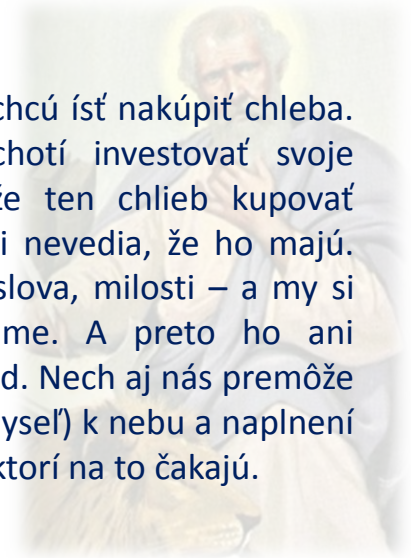 chcú ísť nakúpiť chleba.
chotí investovať svoje
že ten chlieb kupovať
i nevedia, že ho majú.
slova, milosti – a my si
me. A preto ho ani
d. Nech aj nás premôže
yseľ) k nebu a naplnení
ktorí na to čakajú.